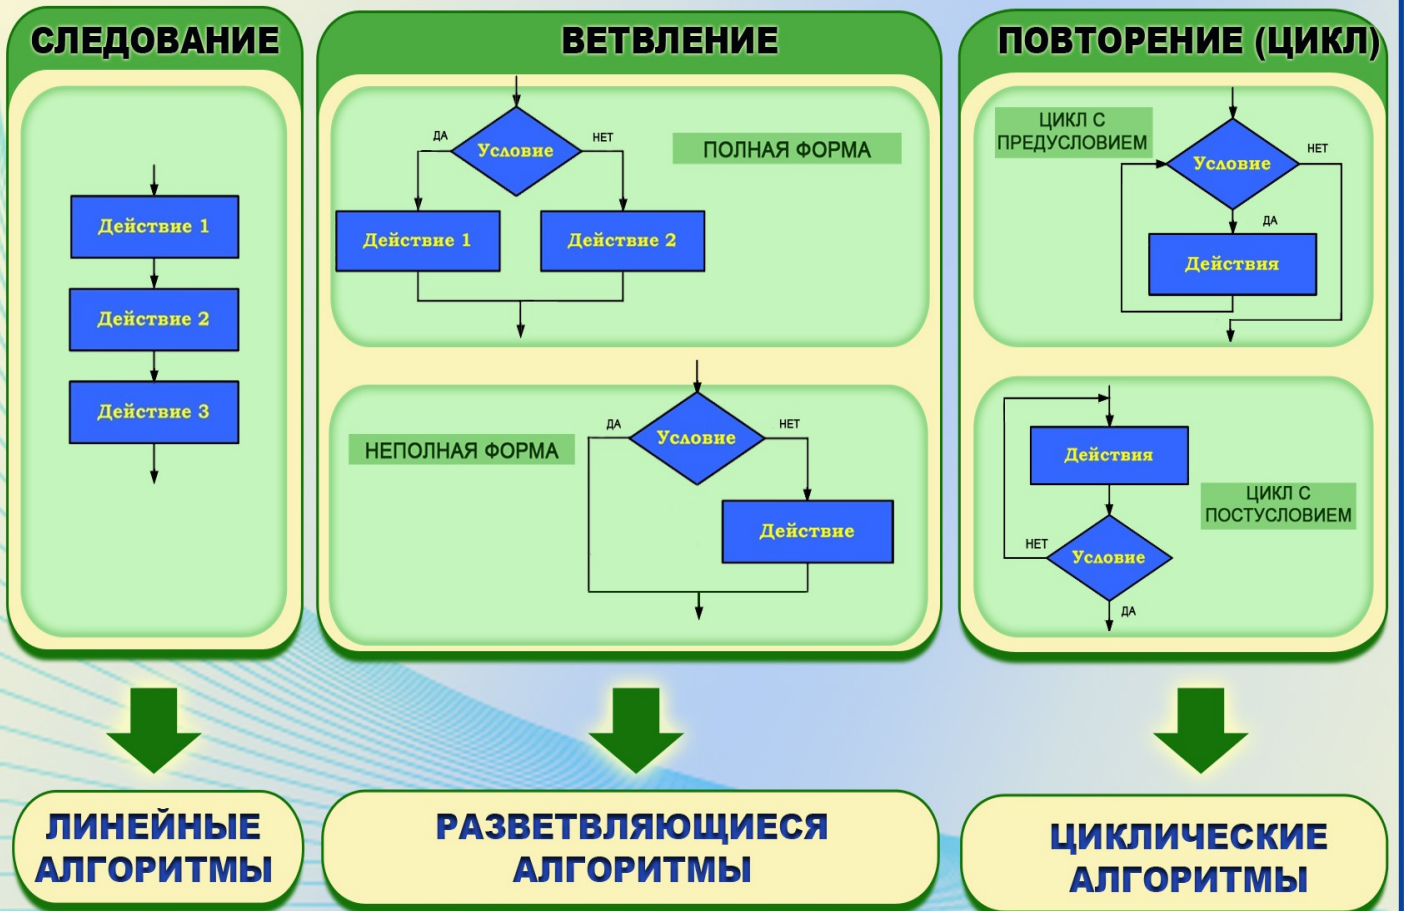 СЛЕДОВАНИЕ
Действие 1
Действие 2
Действие 3
ЛИНЕЙНЫЕ
АЛГОРИТМЫ
ВЕТВЛЕНИЕ
ДА
Условие
НЕТ
ПОЛНАЯ ФОРМА
Действие 1
Действие 2
НЕПОЛНАЯ ФОРМА
ДА
Условие
НЕТ
Действие
РАЗВЕТВЛЯЮЩИЕСЯ
АЛГОРИТМЫ
ПОВТОРЕНИЕ (ЦИКЛ)
ЦИКЛ С
ПРЕДУСЛОВИЕМ
Условие
НЕТ
ДА
Действия
Действия
ЦИКЛ С
ПОСТУСЛОВИЕМ
НЕТ
Условие
ДА
ЦИКЛИЧЕСКИЕ
АЛГОРИТМЫ